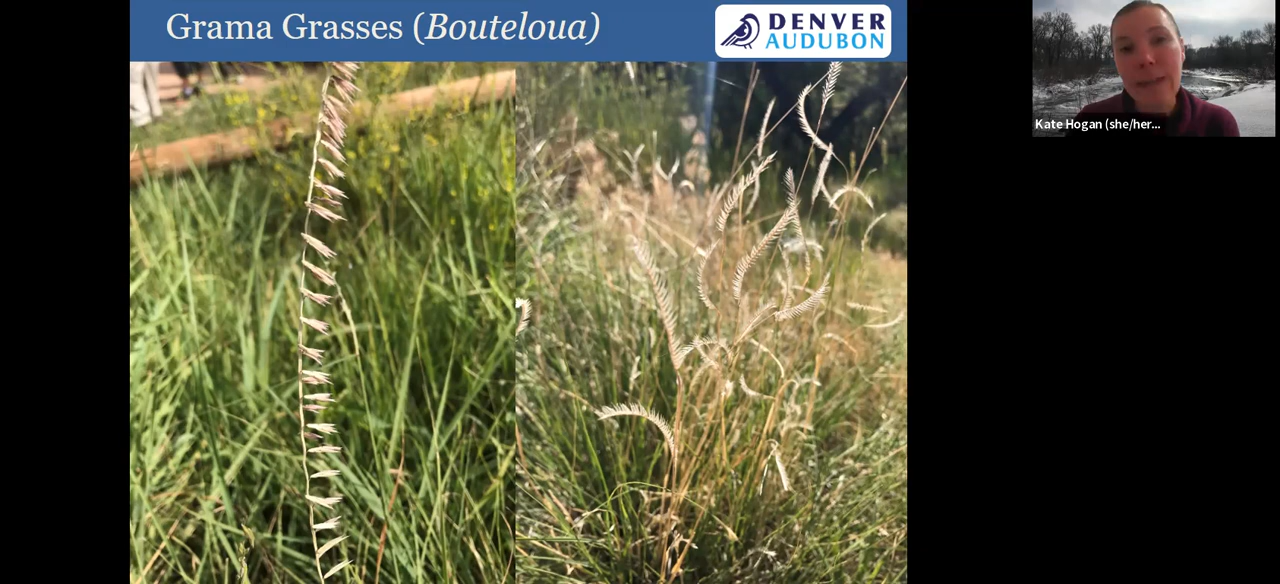 Grama Grasses (Bouteloua)
DENVER
AUDUBON
Kate Hogan (she/her...